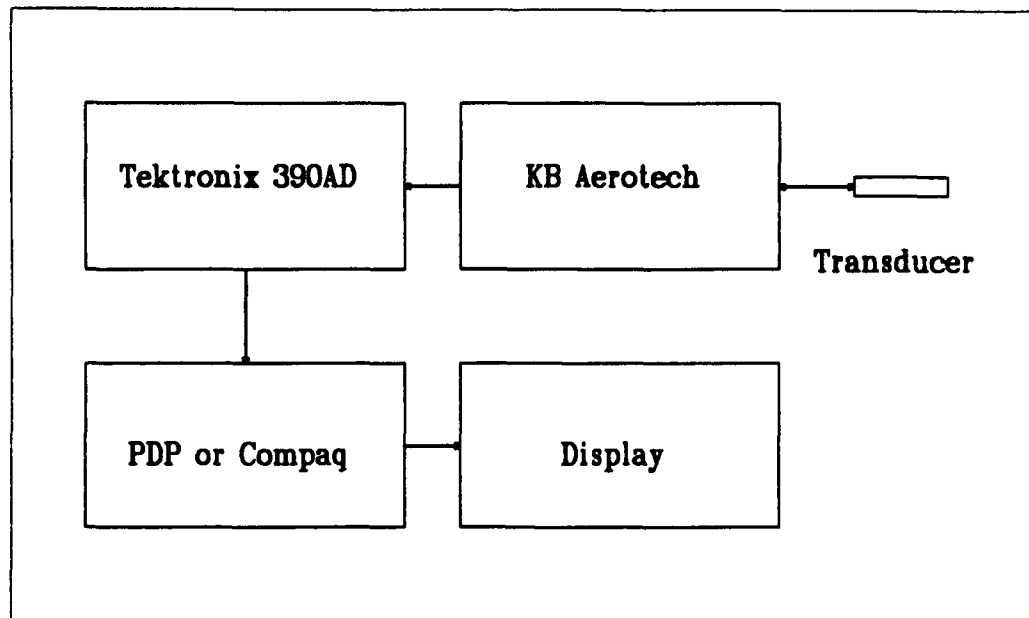 Tektronix 390AD
KB Aerotech
Transducer
PDP or Compaq
Display